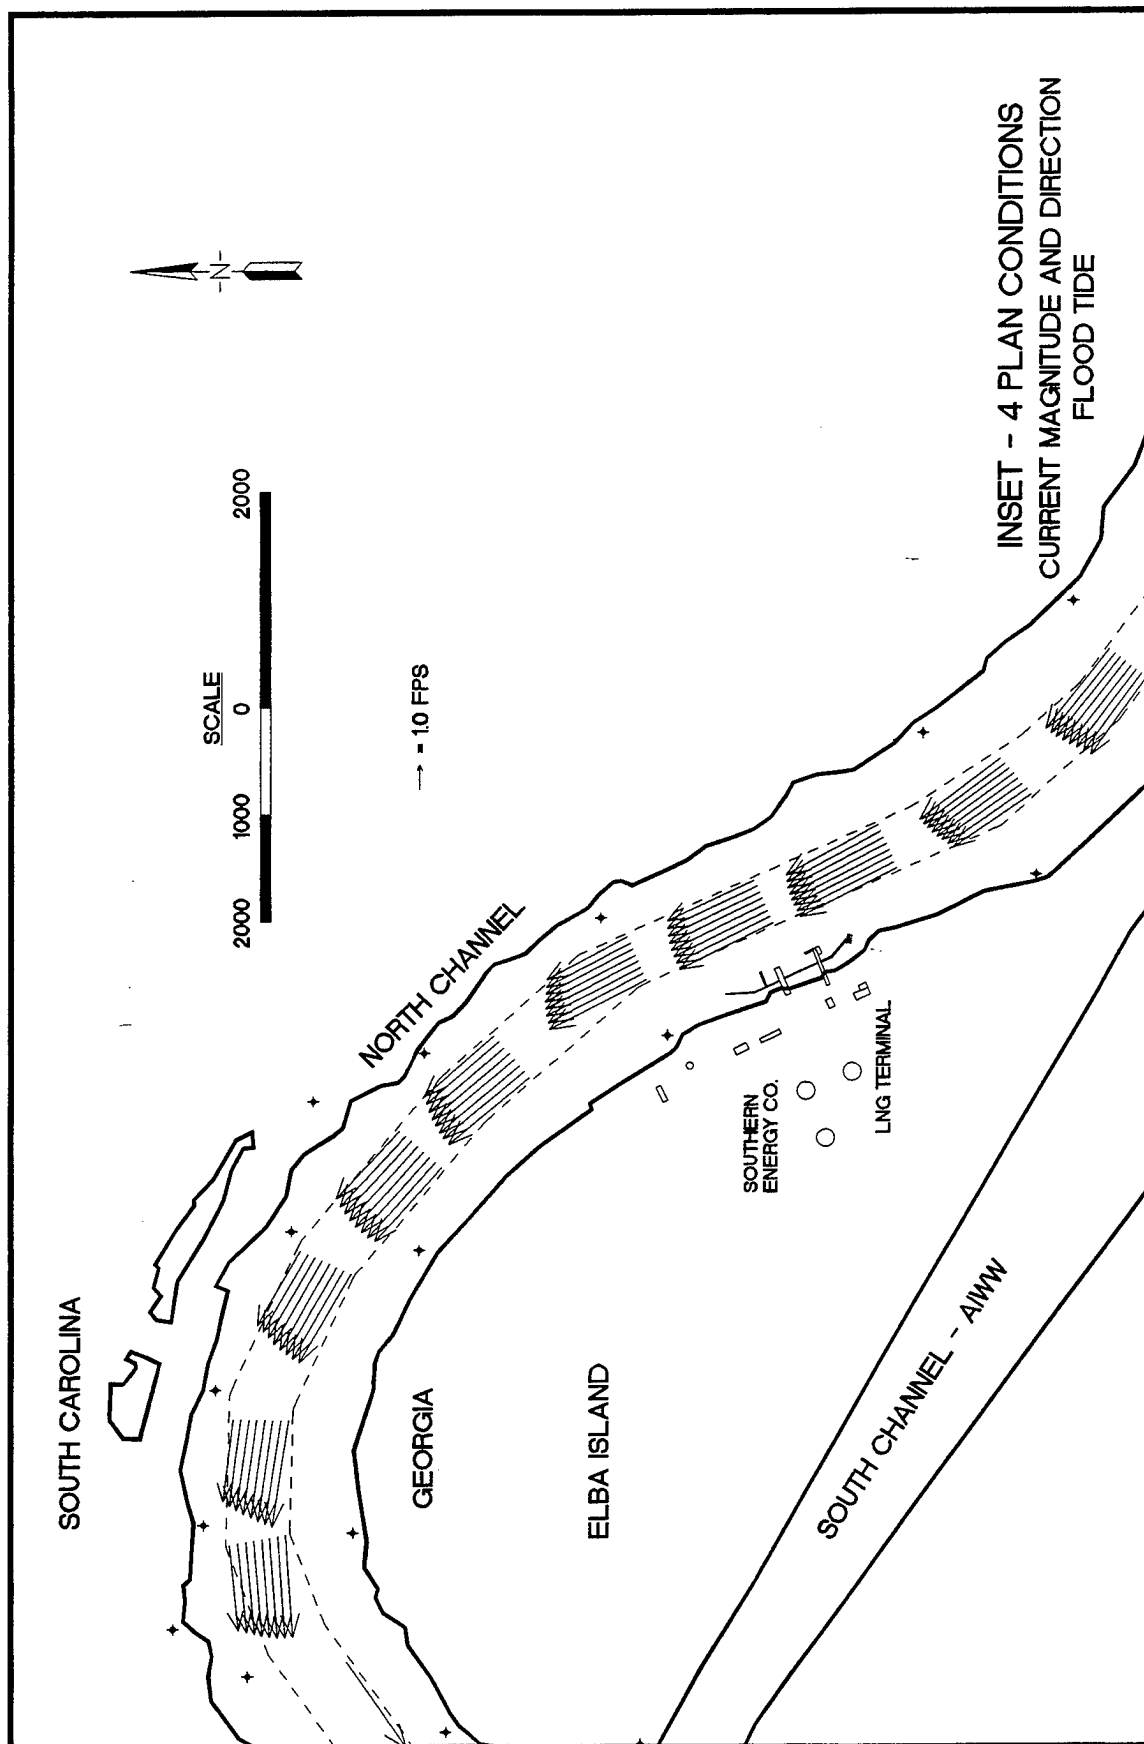 SOUTH CAROLINA
SCALE
2000 1000 0 2000
-N-
= 1.0 FPS
NORTH CHANNEL
GEORGIA
ELBA ISLAND
SOUTHERN
ENERGY CO.
LNG TERMINAL
SOUTH CHANNEL - AIWW
INSET - 4 PLAN CONDITIONS
CURRENT MAGNITUDE AND DIRECTION
FLOOD TIDE